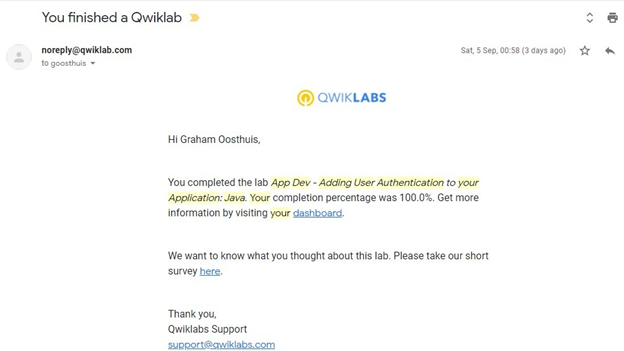 You finished a Qwiklab
noreply@qwiklab.com
Sat, 5 Sep, 00:58 (3 days ago)
to goosthuis
QWIKLABS
Hi Graham Oosthuis,
You completed the lab App Dev - Adding User Authentication to your
Application: Java. Your completion percentage was 100.0%. Get more
information by visiting your dashboard.
We want to know what you thought about this lab. Please take our short
survey here.
Thank you,
Qwiklabs Support
support@qwiklabs.com